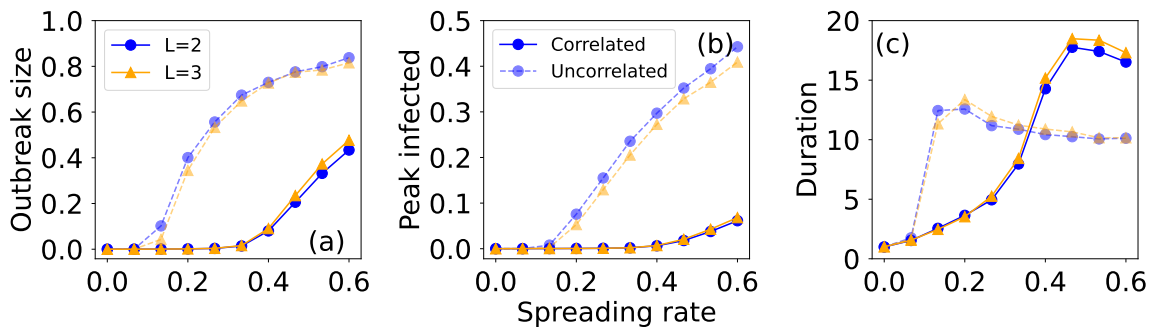 Outbreak size
1.0
0.8
0.6
0.4
0.2
0.0
L=2
L=3
(a)
0.0 0.2 0.4 0.6
Peak infected
0.5
0.4
0.3
0.2
0.1
0.0
Correlated
Uncorrelated
(b)
0.0 0.2 0.4 0.6
Spreading rate
Duration
20
15
10
5
0
(c)
0.0 0.2 0.4 0.6